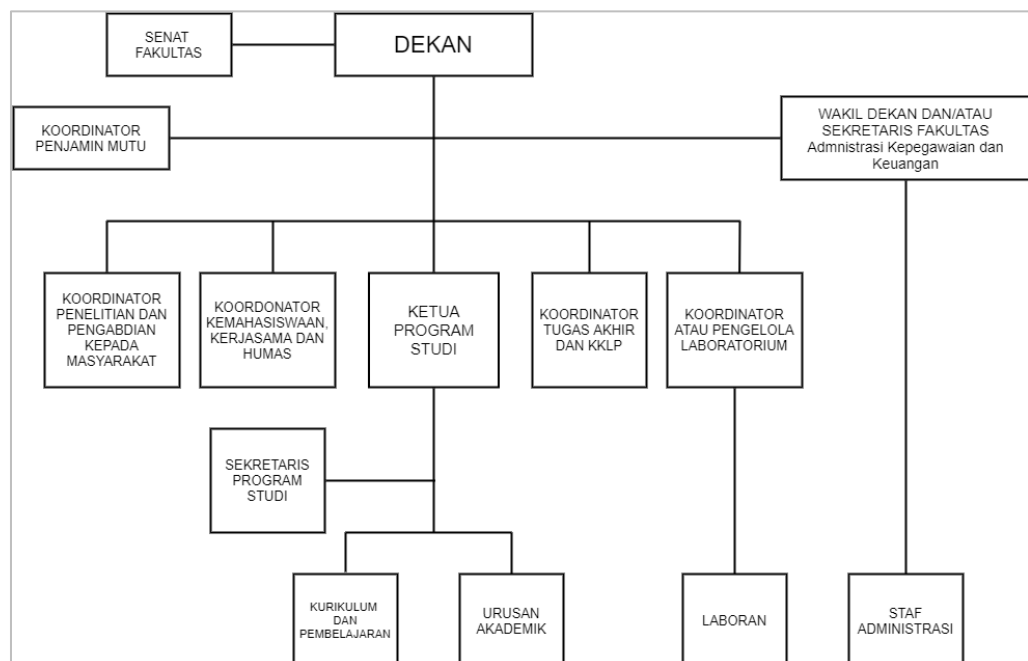 SENAT
FAKULTAS
DEKAN
KOORDINATOR
PENJAMIN MUTU
WAKIL DEKAN DAN/ATAU
SEKRETARIS FAKULTAS
Admnistrasi Kepegawaian dan
Keuangan
KOORDINATOR
PENELITIAN DAN
PENGABDIAN
KEPADA
MASYARAKAT
KOORDONATOR
KEMAHASISWAAN,
KERJASAMA DAN
HUMAS
KETUA
PROGRAM
STUDI
KOORDINATOR
TUGAS AKHIR
DAN KKLP
KOORDINATOR
ATAU PENGELOLA
LABORATORIUM
SEKRETARIS
PROGRAM
STUDI
KURIKULUM
DAN
PEMBELAJARAN
URUSAN
AKADEMIK
LABORAN
STAF
ADMINISTRASI